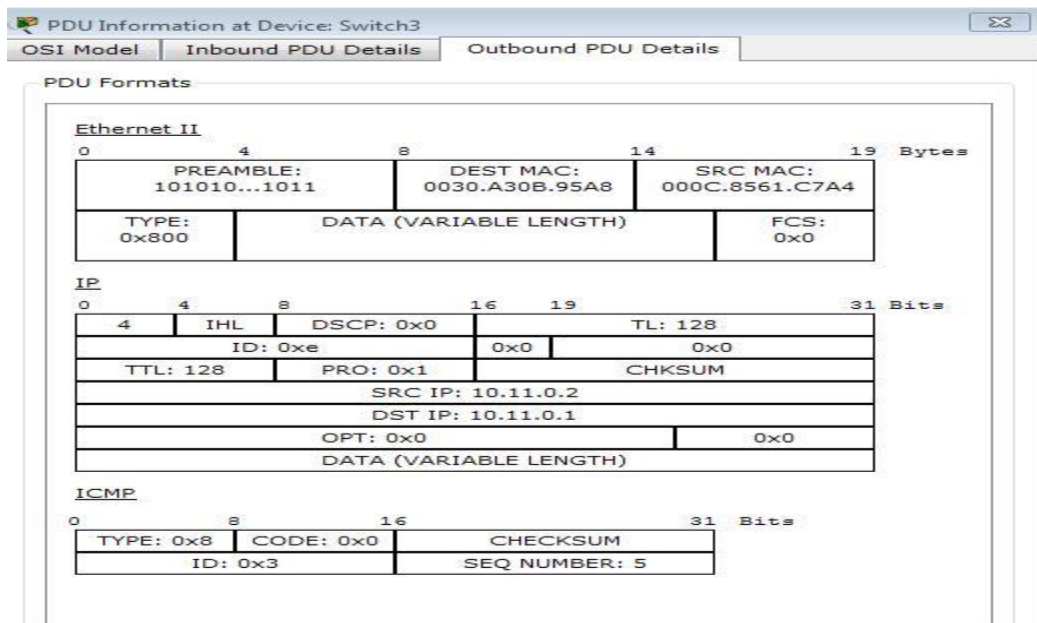 PDU Information at Device: Switch3
OSI Model Inbound PDU Details Outbound PDU Details
PDU Formats
Ethernet II
0 4 8 14 19 Bytes
PREAMBLE: DEST MAC: SRC MAC:
101010...1011 0030.A30B.95A8 000C.8561.C7A4
TYPE: DATA (VARIABLE LENGTH) FCS:
0x800 0x0
IP
0 4 8 16 19 31 Bits
4 IHL DSCP: 0x0 TL: 128
ID: 0xe 0x0 0x0
TTL: 128 PRO: 0x1 CHKSUM
SRC IP: 10.11.0.2
DST IP: 10.11.0.1
OPT: 0x0 0x0
DATA (VARIABLE LENGTH)
ICMP
0 8 16 31 Bits
TYPE: 0x8 CODE: 0x0 CHECKSUM
ID: 0x3 SEQ NUMBER: 5